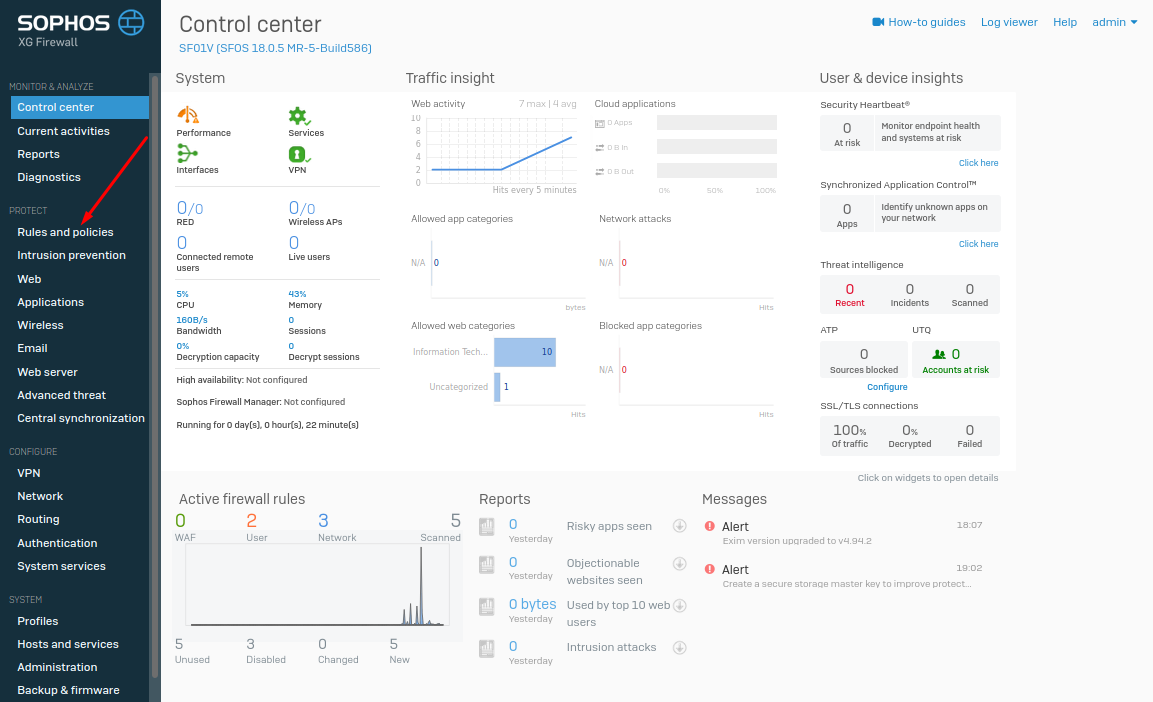 SOPHOS
XG Firewall
MONITOR & ANALYZE
Control center
Current activities
Reports
Diagnostics
PROTECT
Rules and policies
Intrusion prevention
Web
Applications
Wireless
Email
Web server
Advanced threat
Central synchronization
CONFIGURE
VPN
Network
Routing
Authentication
System services
SYSTEM
Profiles
Hosts and services
Administration
Backup & firmware
Control center
SF01V (SFOS 18.0.5 MR-5-Build586)
How-to guides Log viewer Help admin
System
Performance Services
Interfaces VPN
0/0 0/0
RED Wireless APs
0 0
Connected remote users Live users
5% 43%
CPU Memory
160B/s 0
Bandwidth Sessions
0% 0
Decryption capacity Decrypt sessions
High availability: Not configured
Sophos Firewall Manager: Not configured
Running for 0 day(s), 0 hour(s), 22 minute(s)
Traffic insight
Web activity 7 max | 4 avg
10
8
6
4
2
0
Hits every 5 minutes
Cloud applications
0 Apps
0 B In
0 B Out
0% 50% 100%
Allowed app categories
N/A 0
bytes
Network attacks
N/A 0
Hits
Allowed web categories
Information Tech... 10
Uncategorized 1
Hits
Blocked app categories
N/A 0
Hits
User & device insights
Security Heartbeat®
0
At risk
Monitor endpoint health
and systems at risk
Click here
Synchronized Application Control™
0
Apps
Identify unknown apps on
your network
Click here
Threat intelligence
0 0 0
Recent Incidents Scanned
ATP UTQ
0 0
Sources blocked Accounts at risk
Configure
SSL/TLS connections
100% 0% 0
Of traffic Decrypted Failed
Click on widgets to open details
Active firewall rules
0 2 3 5
WAF User Network Scanned
5 3 0 5
Unused Disabled Changed New
Reports
0 Risky apps seen
Yesterday
0 Objectionable
Yesterday websites seen
0 bytes Used by top 10 web
Yesterday users
0 Intrusion attacks
Yesterday
Messages
Alert 18:07
Exim version upgraded to v4.94.2
Alert 19:02
Create a secure storage master key to improve protect...